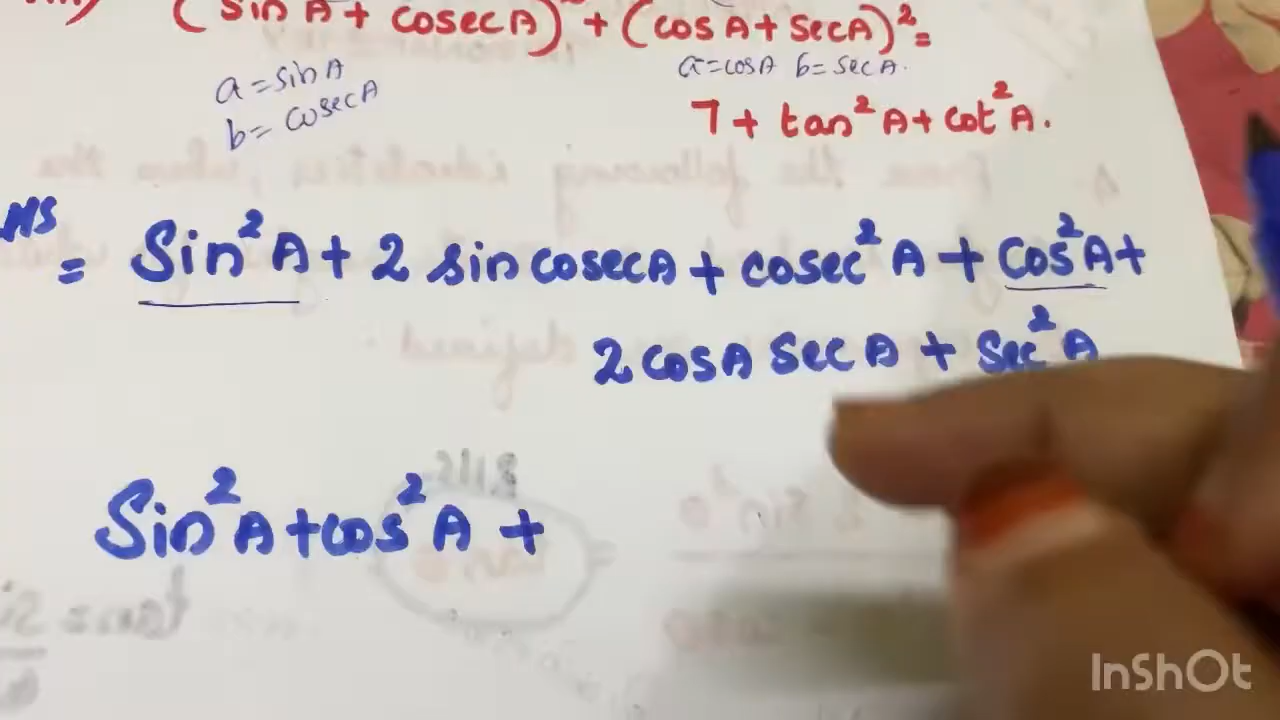 (sin A + cosec A)² + (cos A + sec A)² =
a = sin A
b = cosec A
a = cos A b = sec A.
7 + tan² A + cot² A.
= Sin² A + 2 sin cosec A + cosec² A + cos² A +
2 cos A sec A + sec² A
Sin² A + cos² A +
InShOt